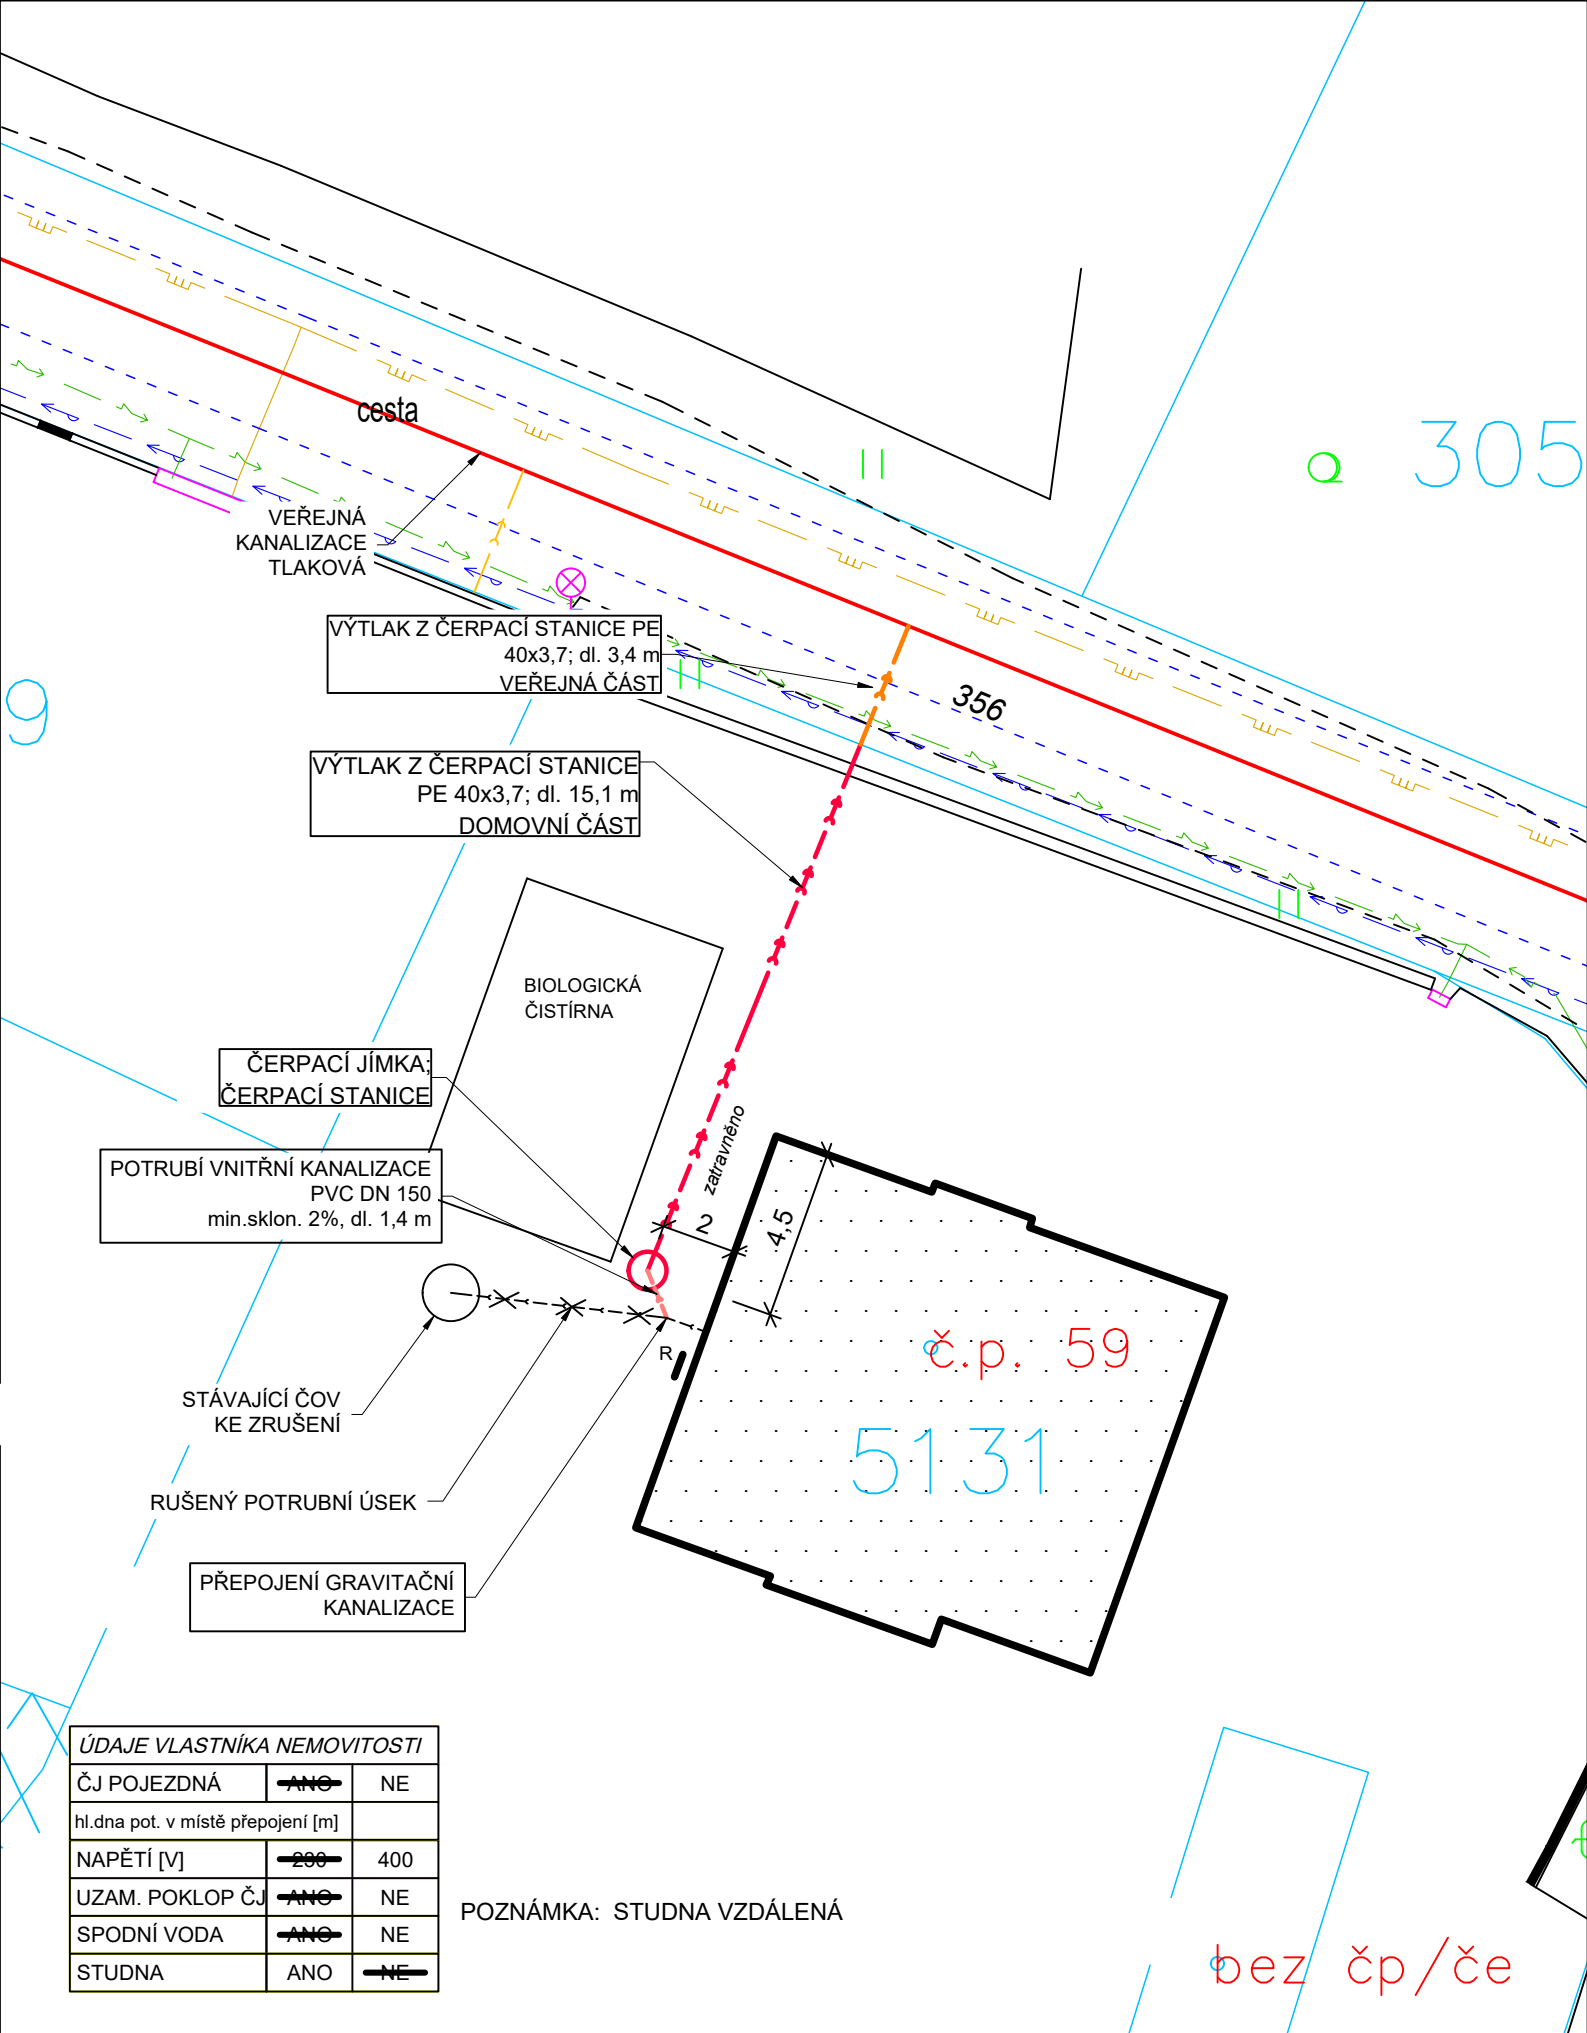 cesta
305
VEŘEJNÁ
KANALIZACE
TLAKOVÁ
VÝTLAK Z ČERPACÍ STANICE PE
40x3,7; dl. 3,4 m
VEŘEJNÁ ČÁST
9
356
VÝTLAK Z ČERPACÍ STANICE
PE 40x3,7; dl. 15,1 m
DOMOVNÍ ČÁST
BIOLOGICKÁ
ČISTÍRNA
ČERPACÍ JÍMKA;
ČERPACÍ STANICE
zatravněno
POTRUBÍ VNITŘNÍ KANALIZACE
PVC DN 150
min.sklon. 2%, dl. 1,4 m
2
4,5
R
č.p. 59
5131
STÁVAJÍCÍ ČOV
KE ZRUŠENÍ
RUŠENÝ POTRUBNÍ ÚSEK
PŘEPOJENÍ GRAVITAČNÍ
KANALIZACE
ÚDAJE VLASTNÍKA NEMOVITOSTI
ČJ POJEZDNÁ ANO NE
hl.dna pot. v místě přepojení [m]
NAPĚTÍ [V] 230 400
UZAM. POKLOP ČJ ANO NE
SPODNÍ VODA ANO NE
STUDNA ANO NE
POZNÁMKA: STUDNA VZDÁLENÁ
bez čp/če